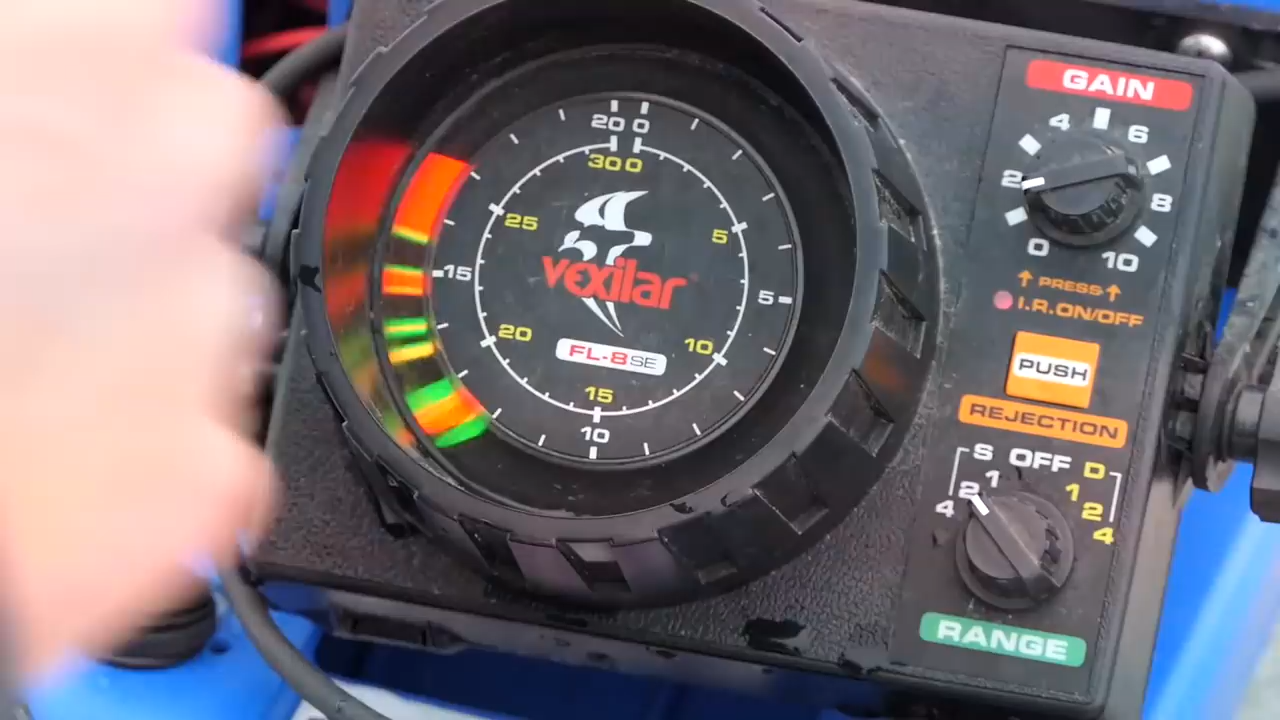 20 0
30 0
25
5
15
5
20
10
15
10
vexilar
FL-8SE
GAIN
4 6
2
8
0
10
↑ PRESS ↑
I.R. ON/OFF
PUSH
REJECTION
S OFF D
1 1
2 2
4 4
RANGE